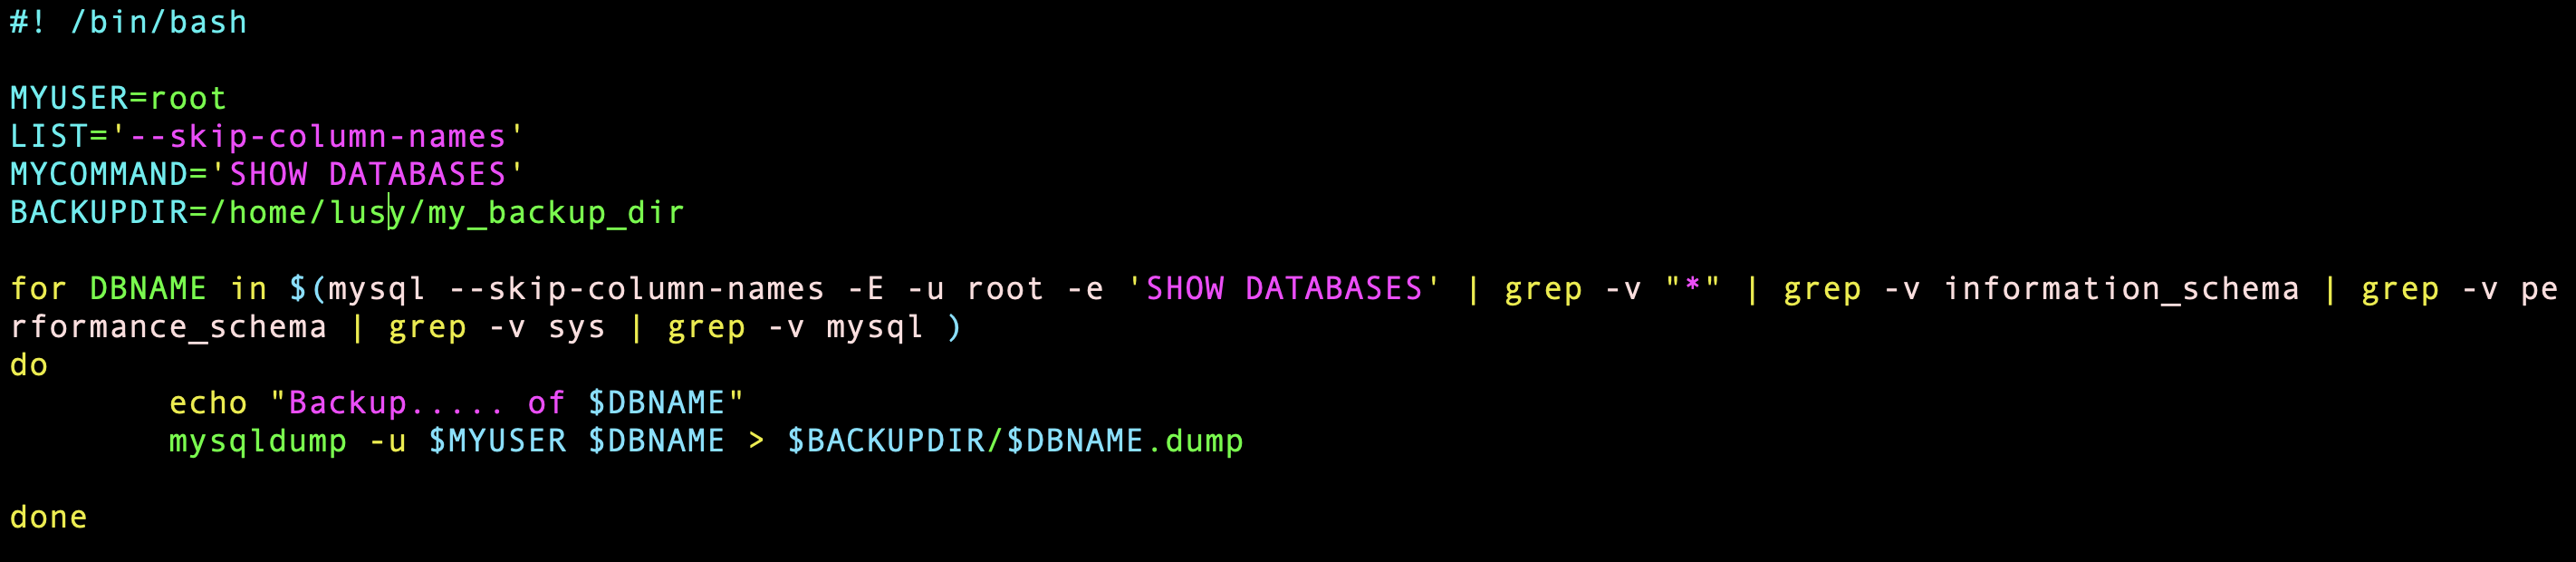 #! /bin/bash

MYUSER=root
LIST='--skip-column-names'
MYCOMMAND='SHOW DATABASES'
BACKUPDIR=/home/lusy/my_backup_dir

for DBNAME in $(mysql --skip-column-names -E -u root -e 'SHOW DATABASES' | grep -v "*" | grep -v information_schema | grep -v pe
rformance_schema | grep -v sys | grep -v mysql )
do
        echo "Backup..... of $DBNAME"
        mysqldump -u $MYUSER $DBNAME > $BACKUPDIR/$DBNAME.dump

done